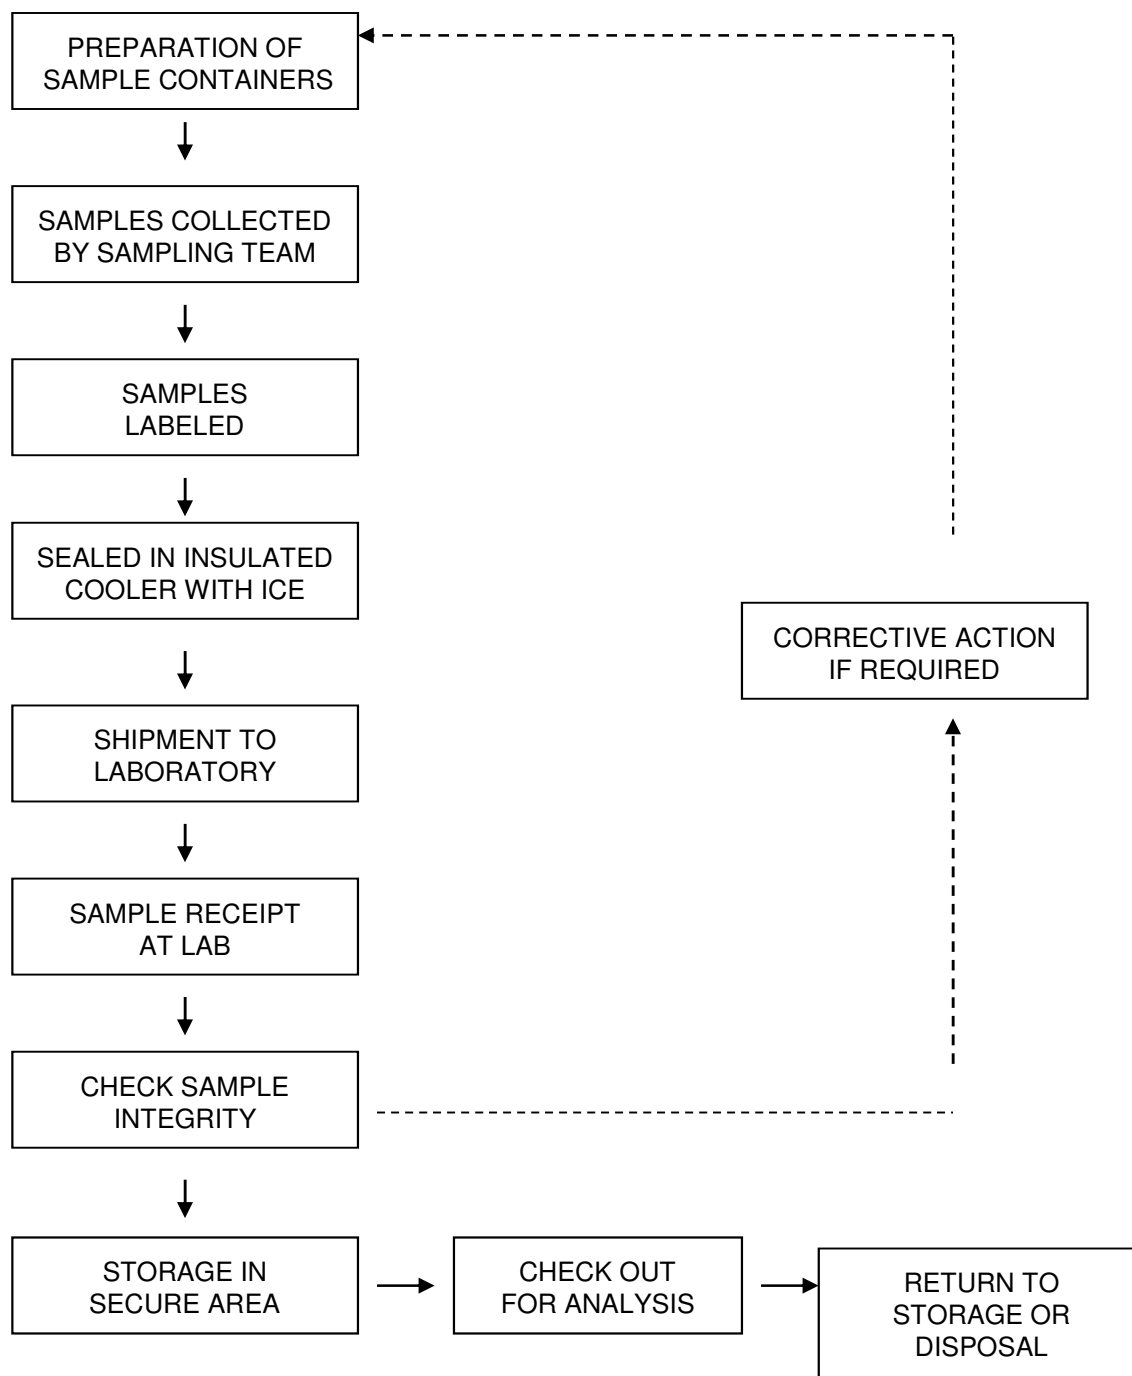 PREPARATION OF
SAMPLE CONTAINERS
SAMPLES COLLECTED
BY SAMPLING TEAM
SAMPLES
LABELED
SEALED IN INSULATED
COOLER WITH ICE
CORRECTIVE ACTION
IF REQUIRED
SHIPMENT TO
LABORATORY
SAMPLE RECEIPT
AT LAB
CHECK SAMPLE
INTEGRITY
STORAGE IN
SECURE AREA
CHECK OUT
FOR ANALYSIS
RETURN TO
STORAGE OR
DISPOSAL